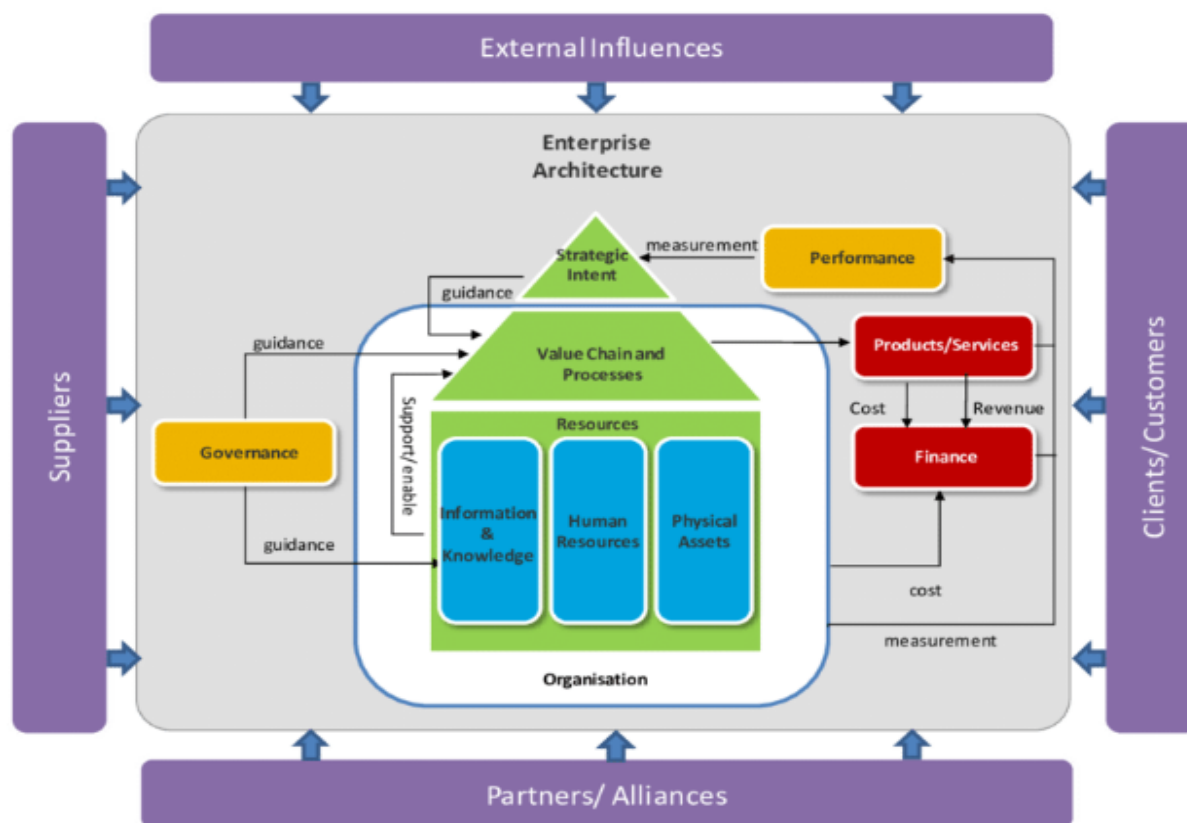 External Influences
Enterprise
Architecture
Strategic
Intent
measurement
Performance
guidance
guidance
Value Chain and
Processes
Products/Services
Cost
Revenue
Suppliers
Clients/ Customers
Governance
Support/ enable
Resources
Finance
Information
&
Knowledge
Human
Resources
Physical
Assets
guidance
cost
measurement
Organisation
Partners/ Alliances